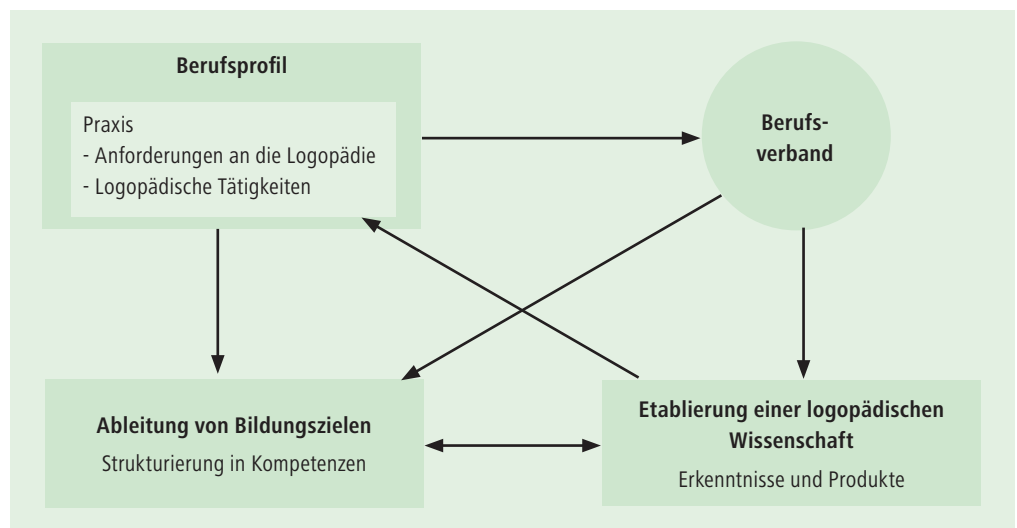 Berufsprofil
Praxis
- Anforderungen an die Logopädie
- Logopädische Tätigkeiten
Berufs-
verband
Ableitung von Bildungszielen
Strukturierung in Kompetenzen
Etablierung einer logopädischen
Wissenschaft
Erkenntnisse und Produkte